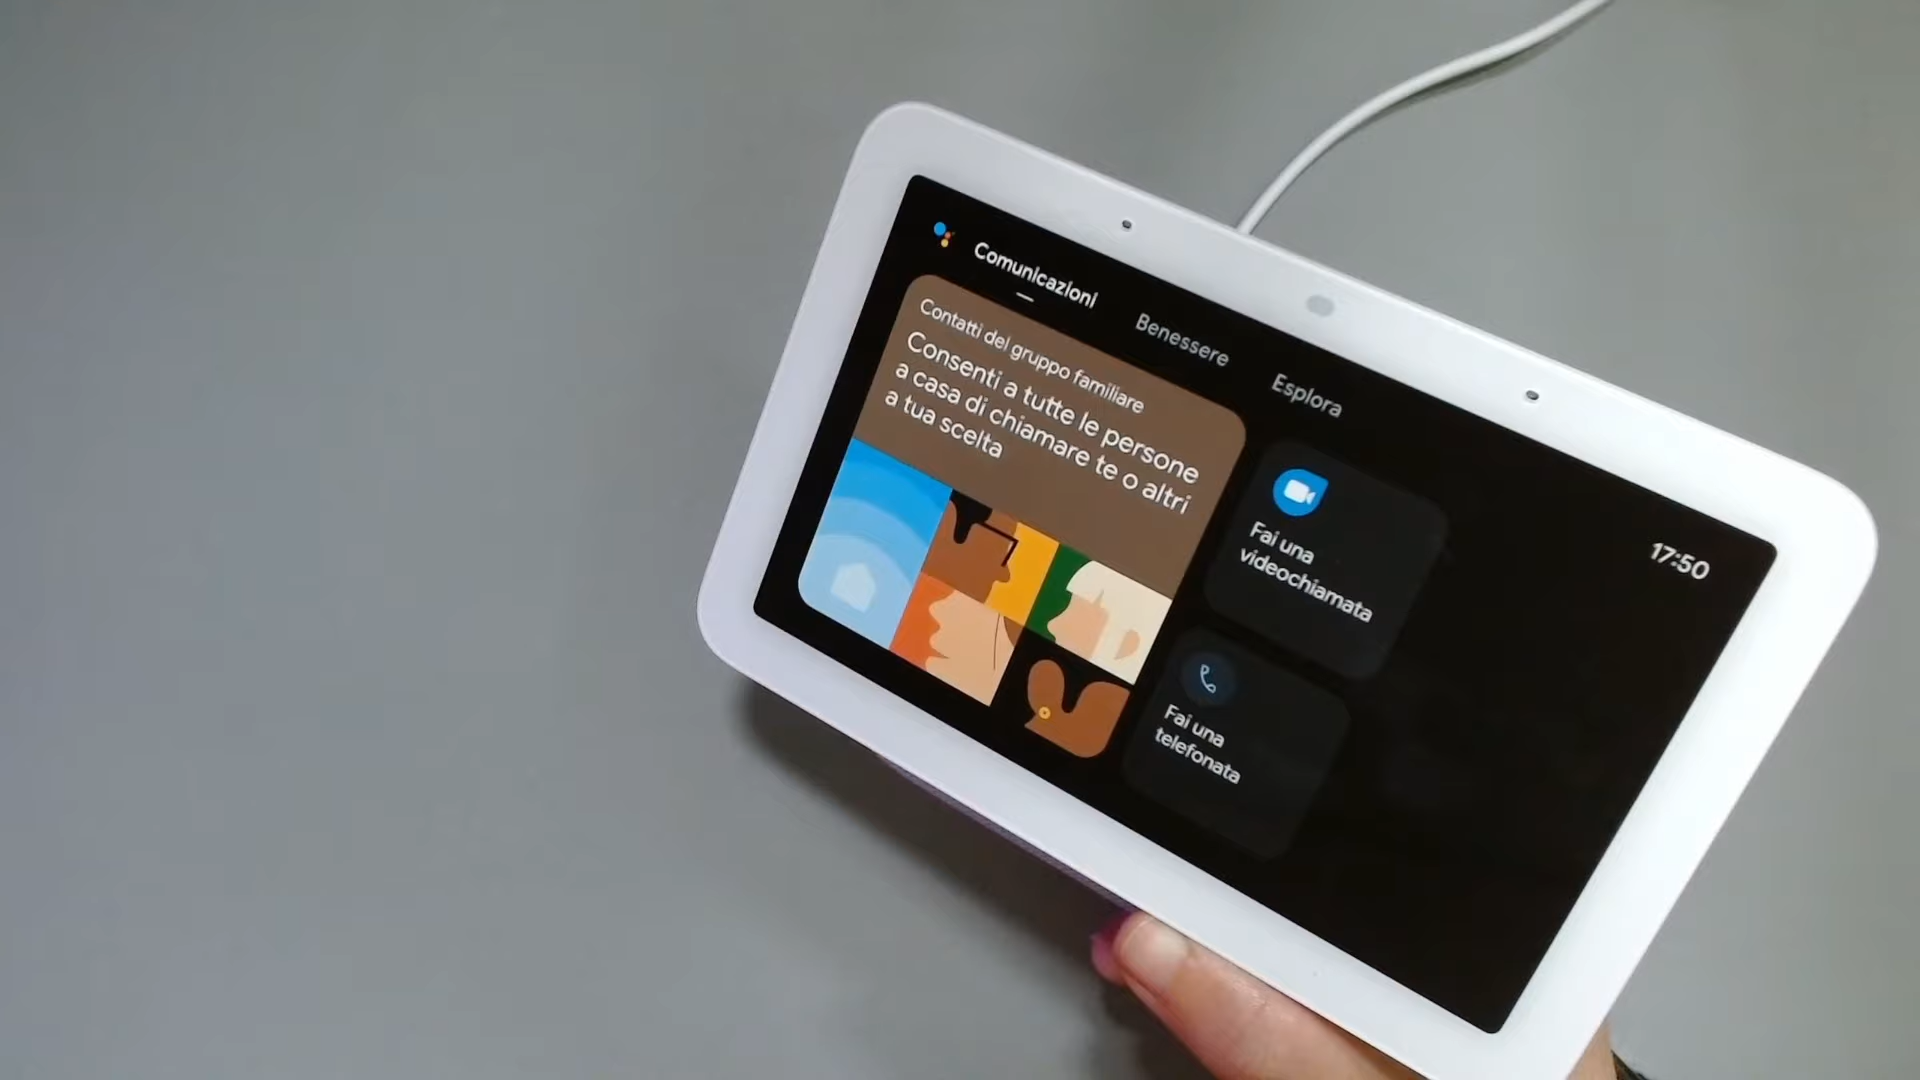 Comunicazioni
Benessere
Esplora
Contatti del gruppo familiare
Consenti a tutte le persone
a casa di chiamare te o altri
a tua scelta
Fai una
videochiamata
Fai una
telefonata
17:50